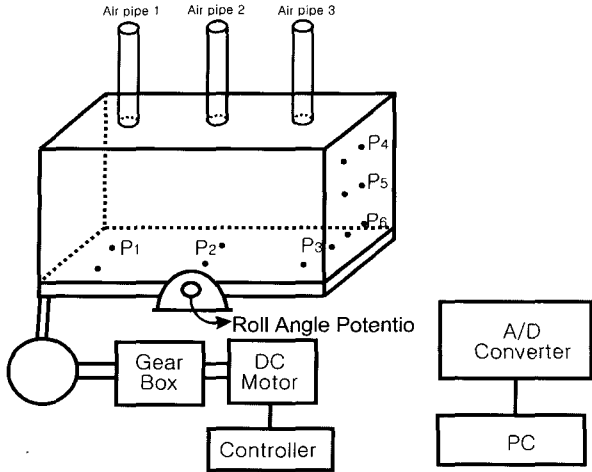 Air pipe 1 Air pipe 2 Air pipe 3
P4
P5
P6
P1 P2 P3
Roll Angle Potentio
Gear
Box
DC
Motor
Controller
A/D
Converter
PC